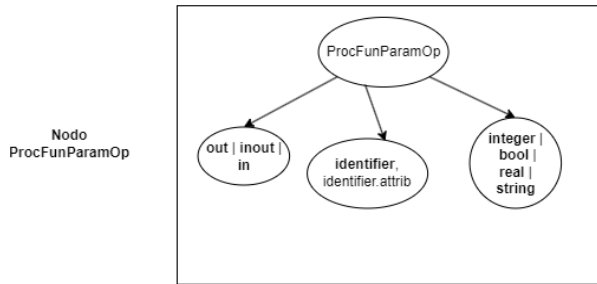 Nodo
ProcFunParamOp
ProcFunParamOp
out | inout |
in
identifier,
identifier.attrib
integer |
bool |
real |
string